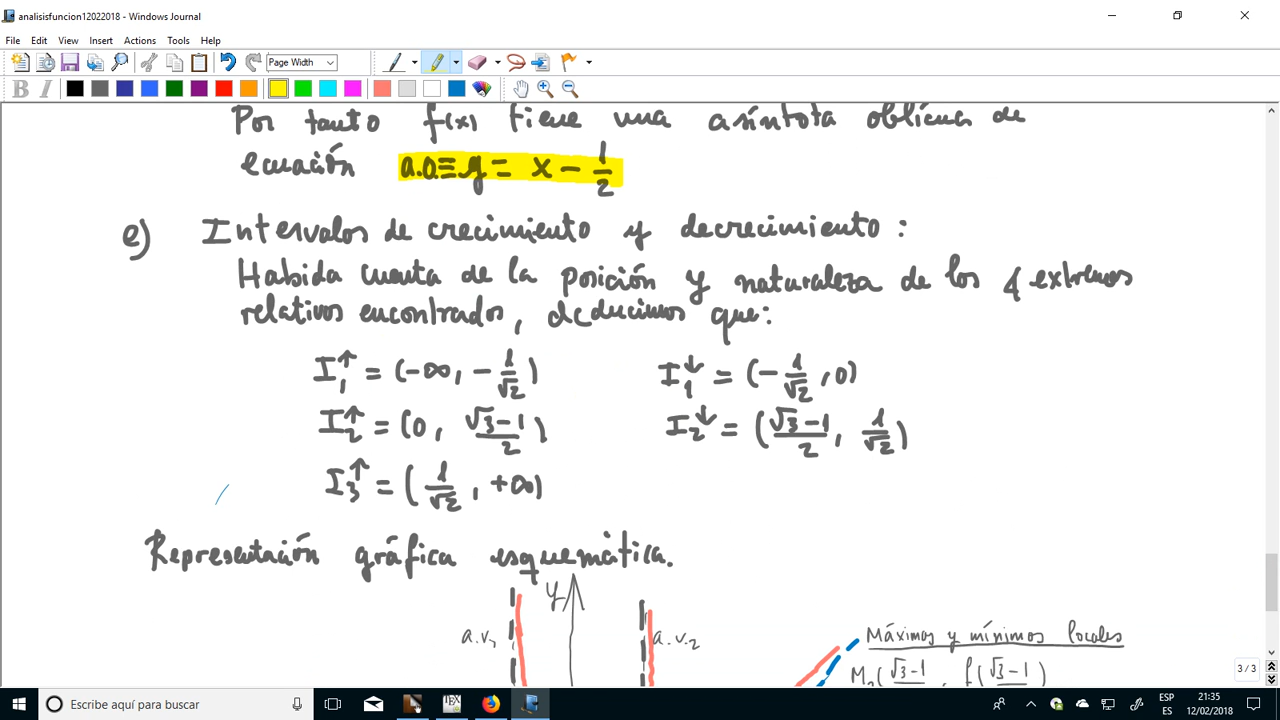 analisisfuncion12022018 - Windows Journal
File Edit View Insert Actions Tools Help
Page Width
B I
Por tanto f(x) tiene una asíntota oblicua de
ecuación a.o≡y = x - 1/2
e) Intervalos de crecimiento y decrecimiento:
Habida cuenta de la posición y naturaleza de los 4 extremos
relativos encontrados, deducimos que:
I₁↑ = (-∞, -1/√2) I₁↓ = (-1/√2, 0)
I₂↑ = (0, (√3-1)/2) I₂↓ = ((√3-1)/2, 1/√2)
I₃↑ = (1/√2, +∞)
Representación gráfica esquemática.
y
a.v₁ a.v.2
Máximos y mínimos locales
M₂(√3-1, f(√3-1)
3 / 3
Escribe aquí para buscar
ESP
ES
21:35
12/02/2018